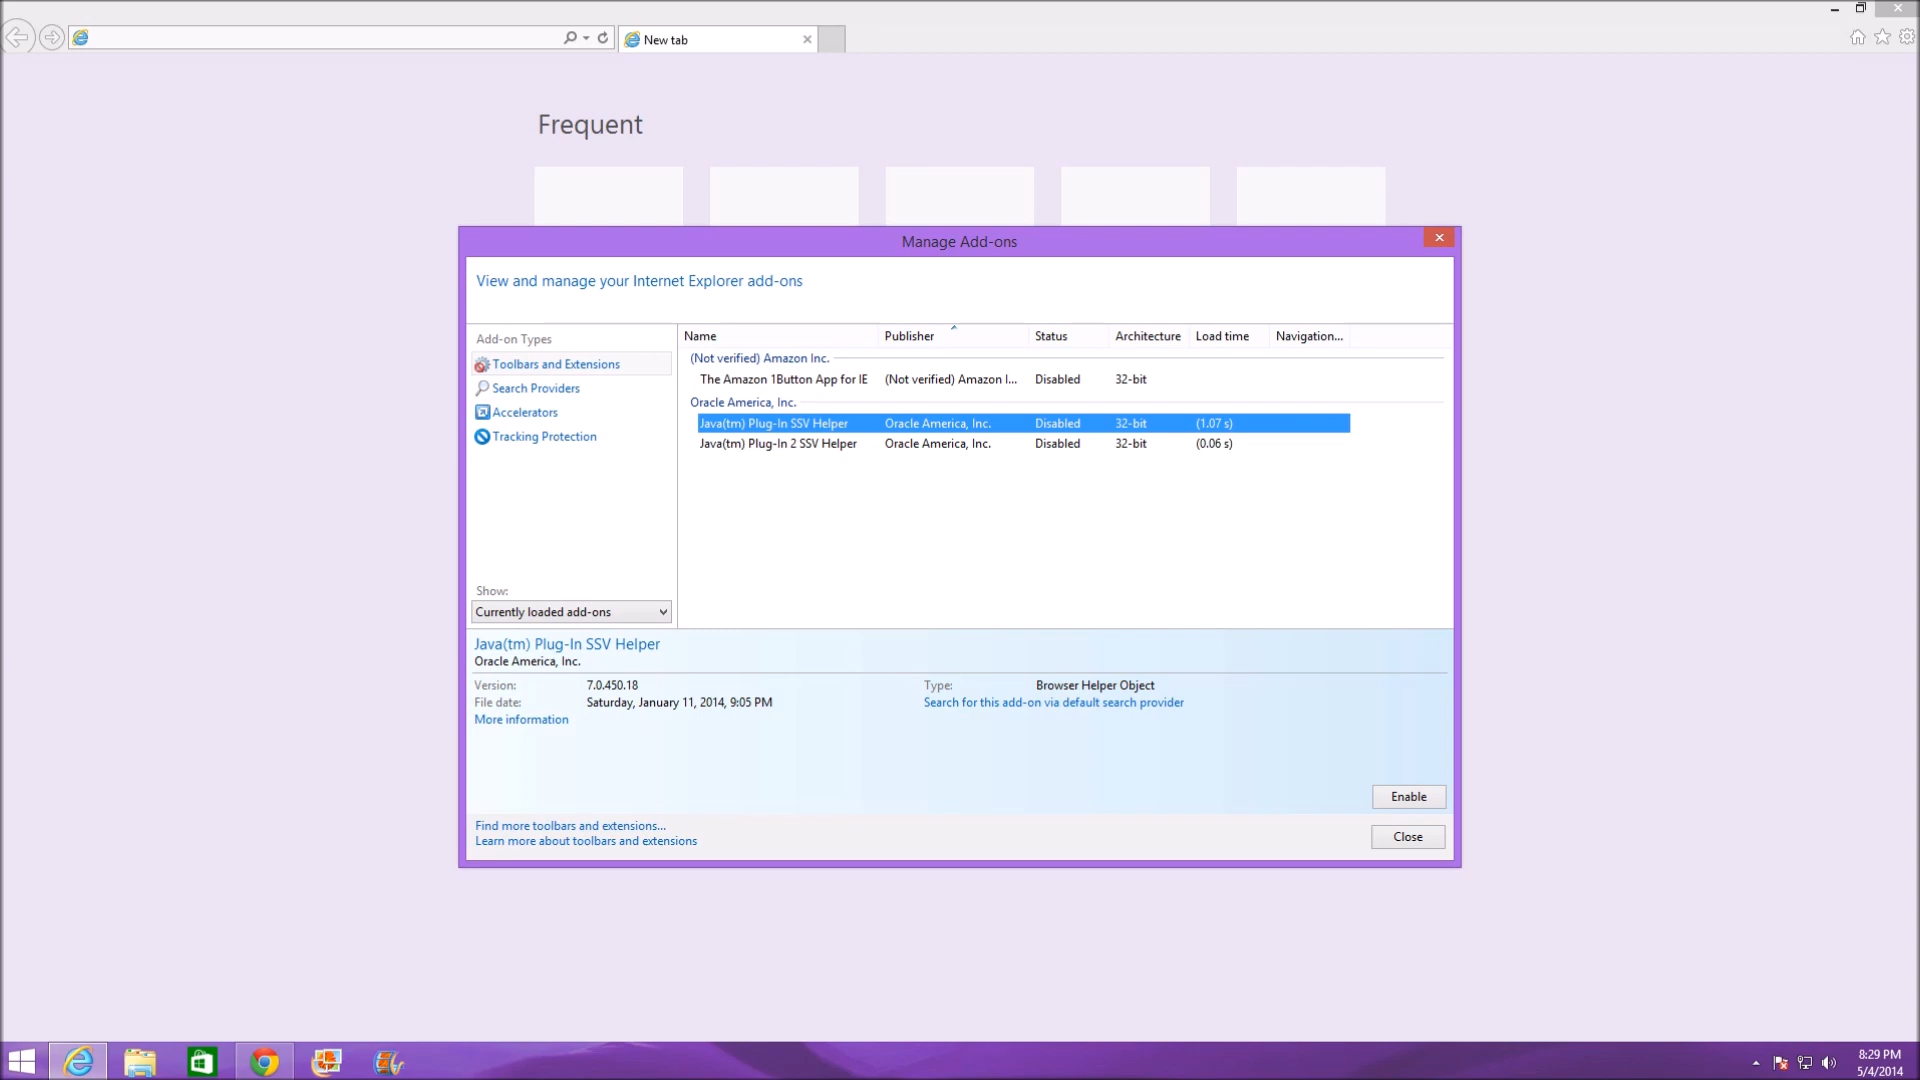 New tab
Frequent
Manage Add-ons
View and manage your Internet Explorer add-ons
Add-on Types
Toolbars and Extensions
Search Providers
Accelerators
Tracking Protection
Name Publisher Status Architecture Load time Navigation...
(Not verified) Amazon Inc.
The Amazon 1Button App for IE (Not verified) Amazon I... Disabled 32-bit
Oracle America, Inc.
Java(tm) Plug-In SSV Helper Oracle America, Inc. Disabled 32-bit (1.07 s)
Java(tm) Plug-In 2 SSV Helper Oracle America, Inc. Disabled 32-bit (0.06 s)
Show:
Currently loaded add-ons
Java(tm) Plug-In SSV Helper
Oracle America, Inc.
Version: 7.0.450.18 Type: Browser Helper Object
File date: Saturday, January 11, 2014, 9:05 PM Search for this add-on via default search provider
More information
Enable
Find more toolbars and extensions...
Learn more about toolbars and extensions
Close
8:29 PM
5/4/2014